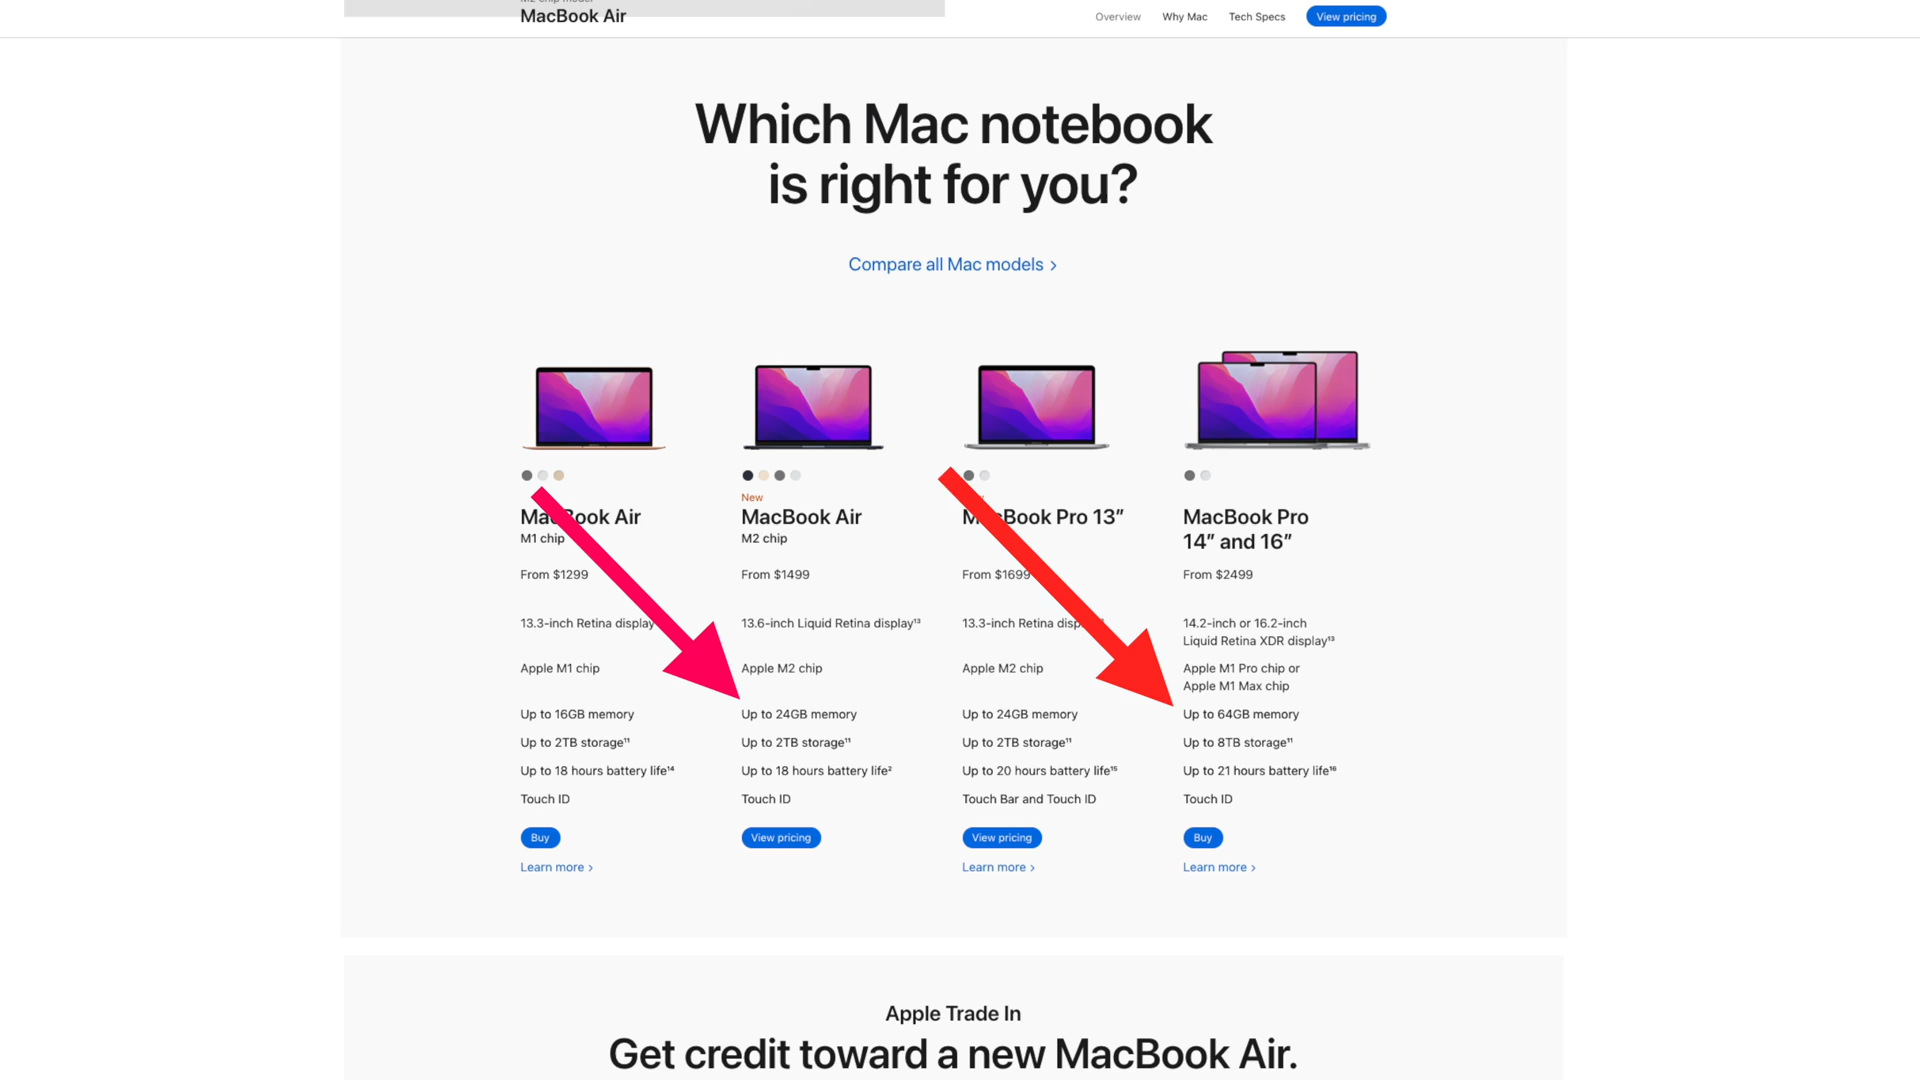 MacBook Air
Overview
Why Mac
Tech Specs
View pricing
Which Mac notebook
is right for you?
Compare all Mac models >
MacBook Air
M1 chip
From $1299
13.3-inch Retina display
Apple M1 chip
Up to 16GB memory
Up to 2TB storage¹¹
Up to 18 hours battery life¹⁴
Touch ID
Buy
Learn more >
New
MacBook Air
M2 chip
From $1499
13.6-inch Liquid Retina display¹³
Apple M2 chip
Up to 24GB memory
Up to 2TB storage¹¹
Up to 18 hours battery life²
Touch ID
View pricing
MacBook Pro 13”
From $1699
13.3-inch Retina display
Apple M2 chip
Up to 24GB memory
Up to 2TB storage¹¹
Up to 20 hours battery life¹⁵
Touch Bar and Touch ID
View pricing
Learn more >
MacBook Pro
14” and 16”
From $2499
14.2-inch or 16.2-inch
Liquid Retina XDR display¹³
Apple M1 Pro chip or
Apple M1 Max chip
Up to 64GB memory
Up to 8TB storage¹¹
Up to 21 hours battery life¹⁶
Touch ID
Buy
Learn more >
Apple Trade In
Get credit toward a new MacBook Air.